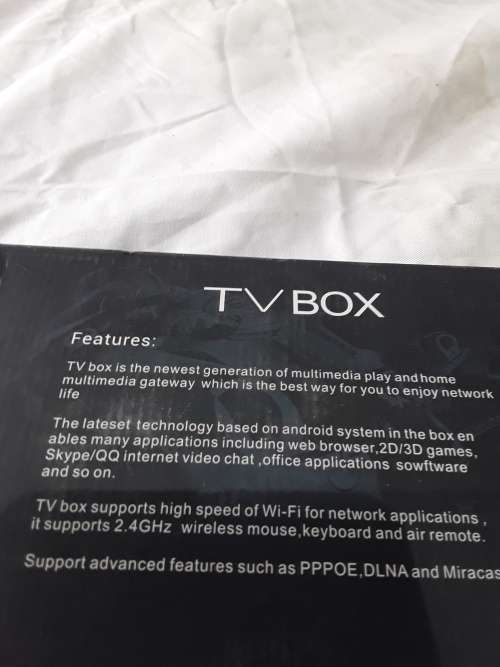 TV BOX
Features:
TV box is the newest generation of multimedia play and home
multimedia gateway which is the best way for you to enjoy network
life
The lateset technology based on android system in the box en
ables many applications including web browser,2D/3D games,
Skype/QQ internet video chat ,office applications sowftware
and so on.
TV box supports high speed of Wi-Fi for network applications ,
it supports 2.4GHz wireless mouse,keyboard and air remote.
Support advanced features such as PPPOE,DLNA and Miracas